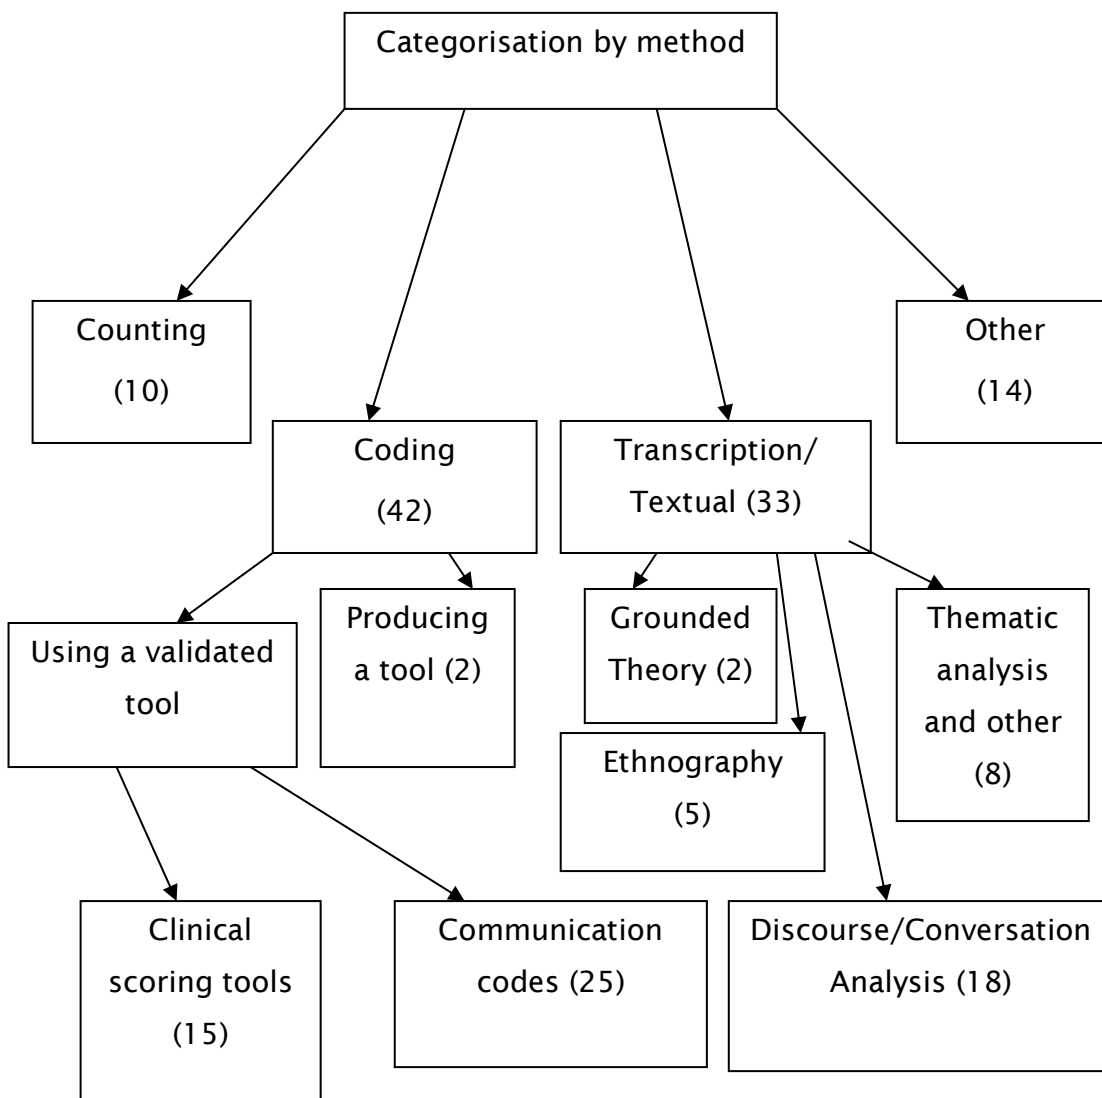 Categorisation by method
Counting
(10)
Other
(14)
Coding
(42)
Transcription/
Textual (33)
Using a validated
tool
Producing
a tool (2)
Grounded
Theory (2)
Thematic
analysis
and other
(8)
Ethnography
(5)
Clinical
scoring tools
(15)
Communication
codes (25)
Discourse/Conversation
Analysis (18)